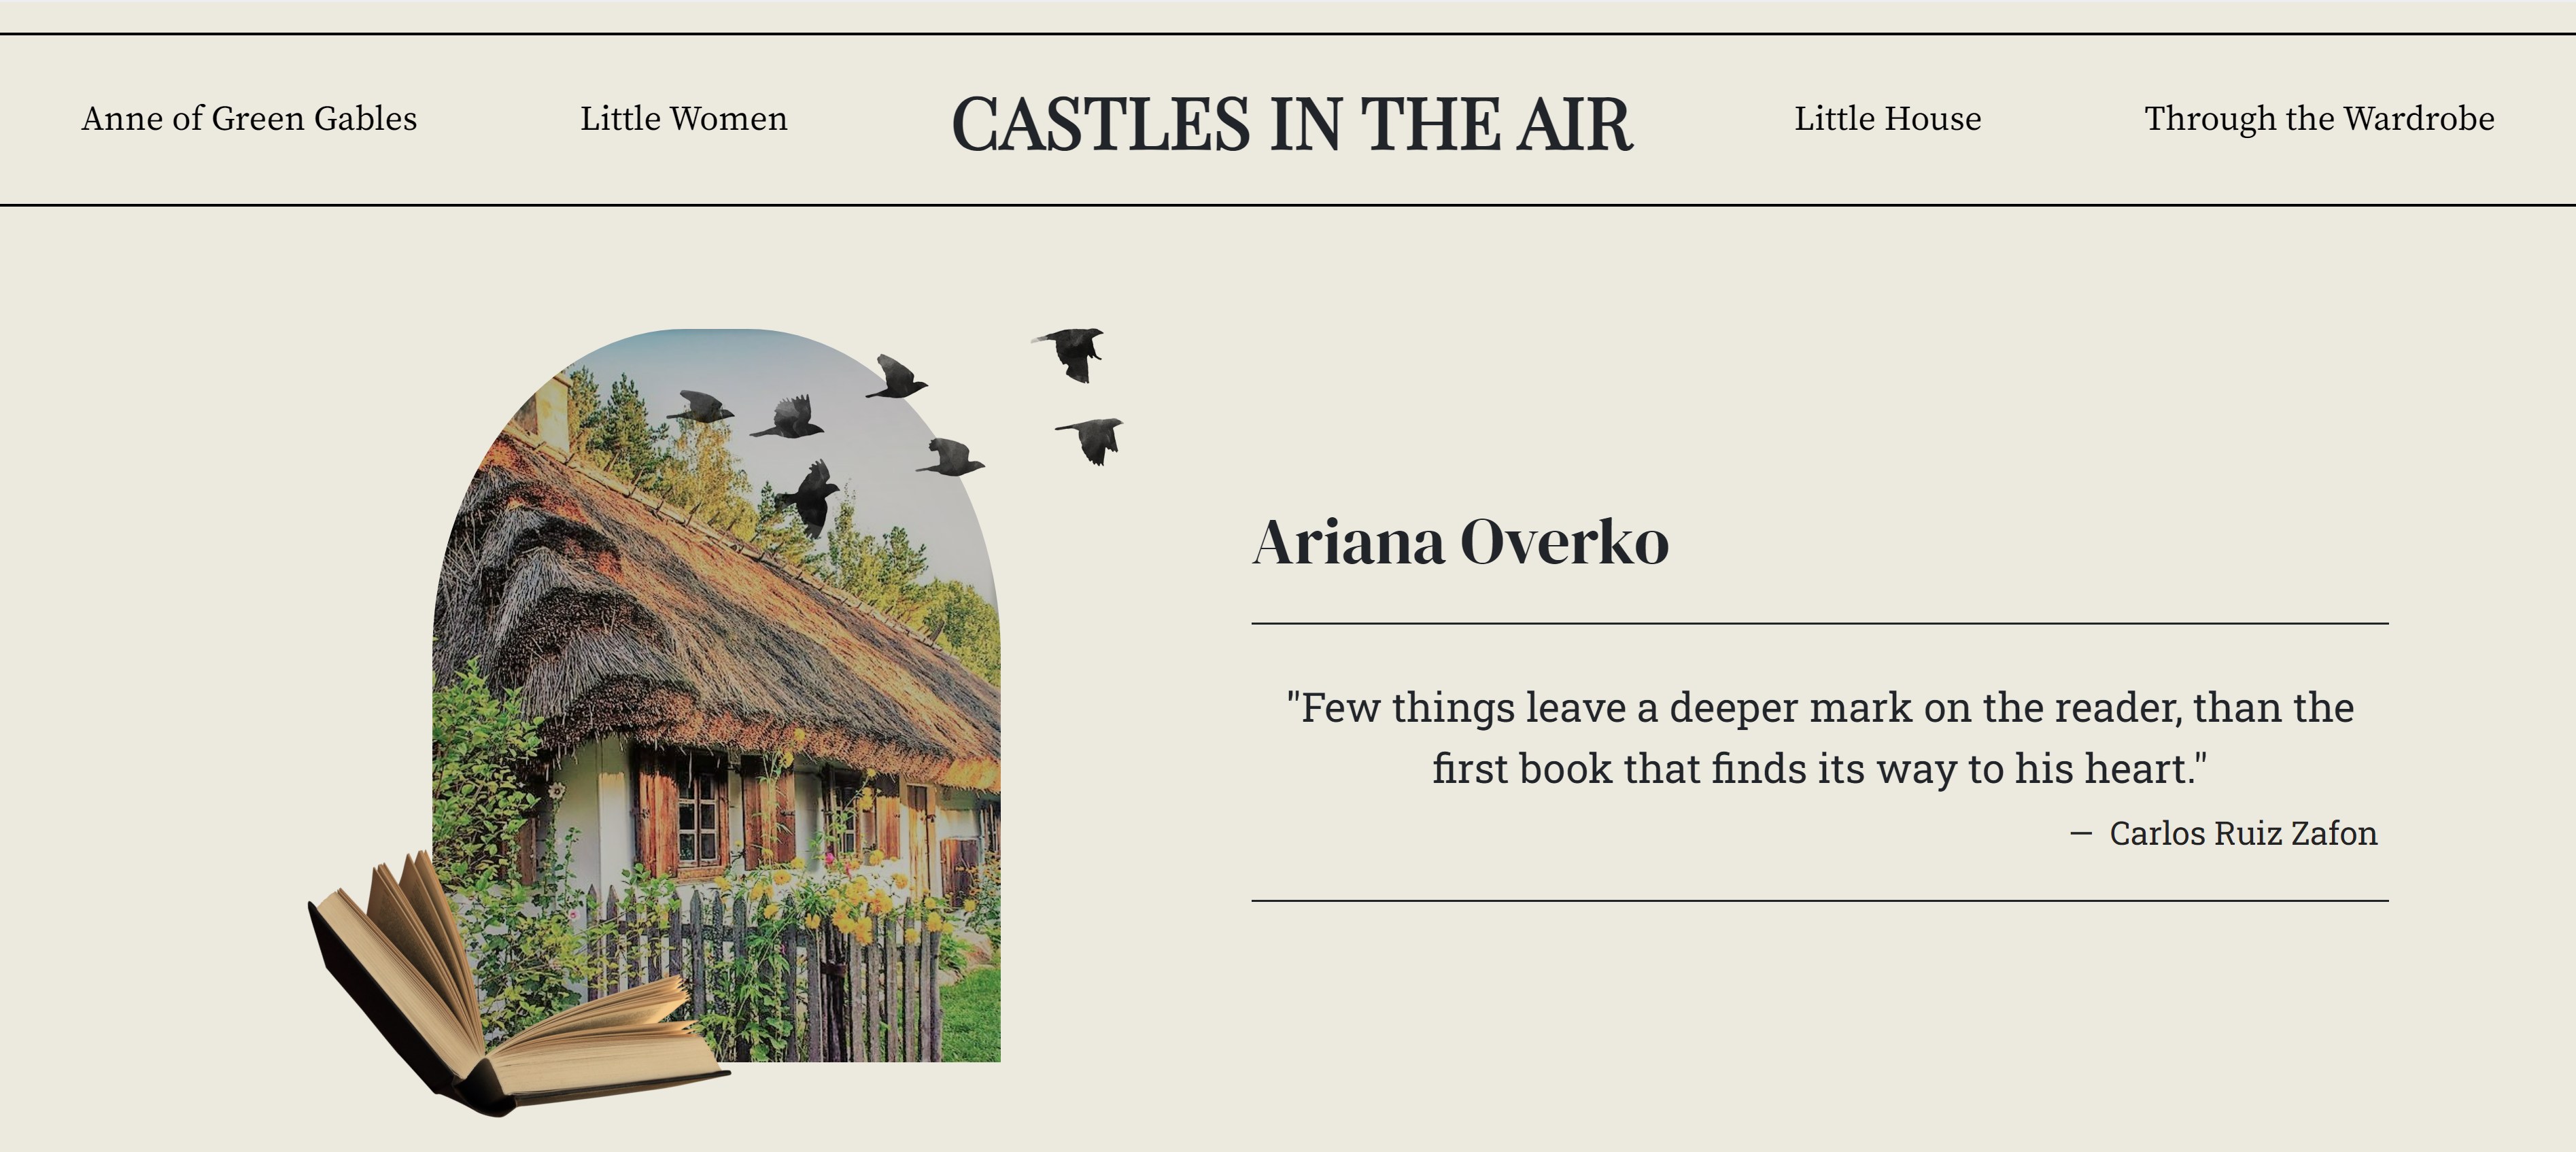 Anne of Green Gables
Little Women
CASTLES IN THE AIR
Little House
Through the Wardrobe
Ariana Overko
"Few things leave a deeper mark on the reader, than the
first book that finds its way to his heart."
— Carlos Ruiz Zafon